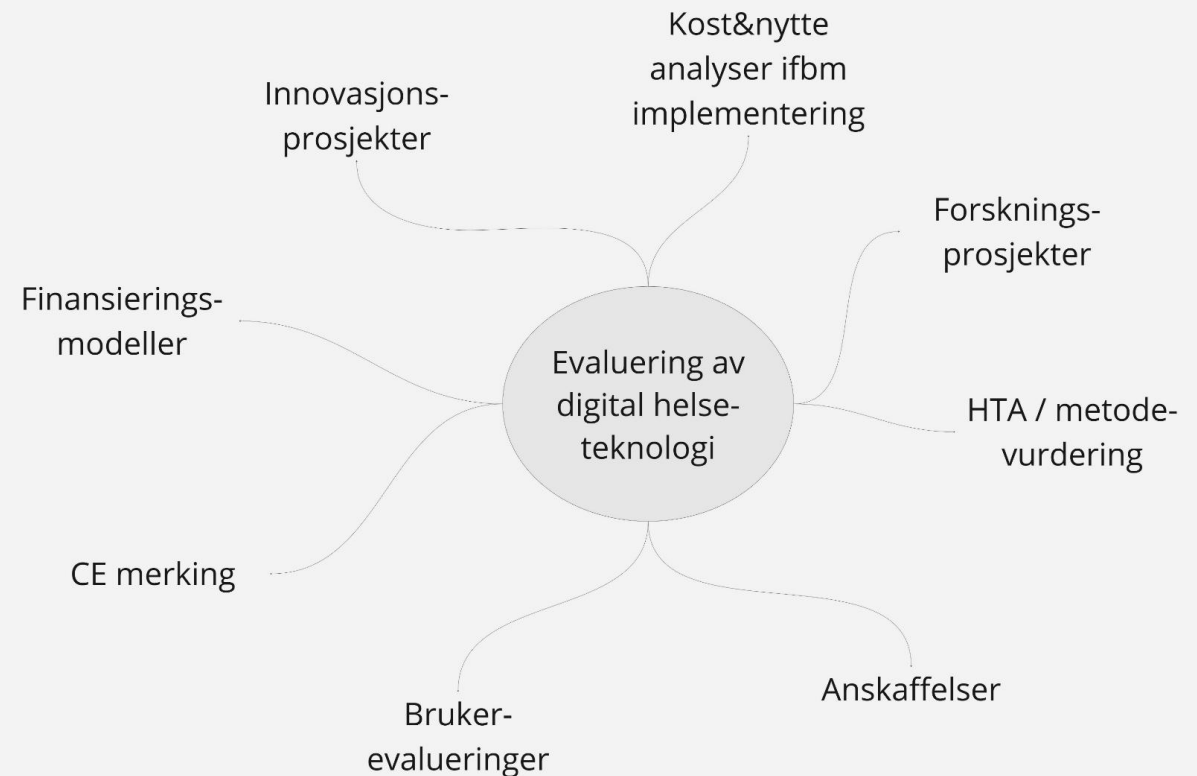 Kost&nytte
analyser ifbm
implementering
Innovasjons-
prosjekter
Forsknings-
prosjekter
Finansierings-
modeller
Evaluering av
digital helse-
teknologi
HTA / metode-
vurdering
CE merking
Anskaffelser
Bruker-
evalueringer